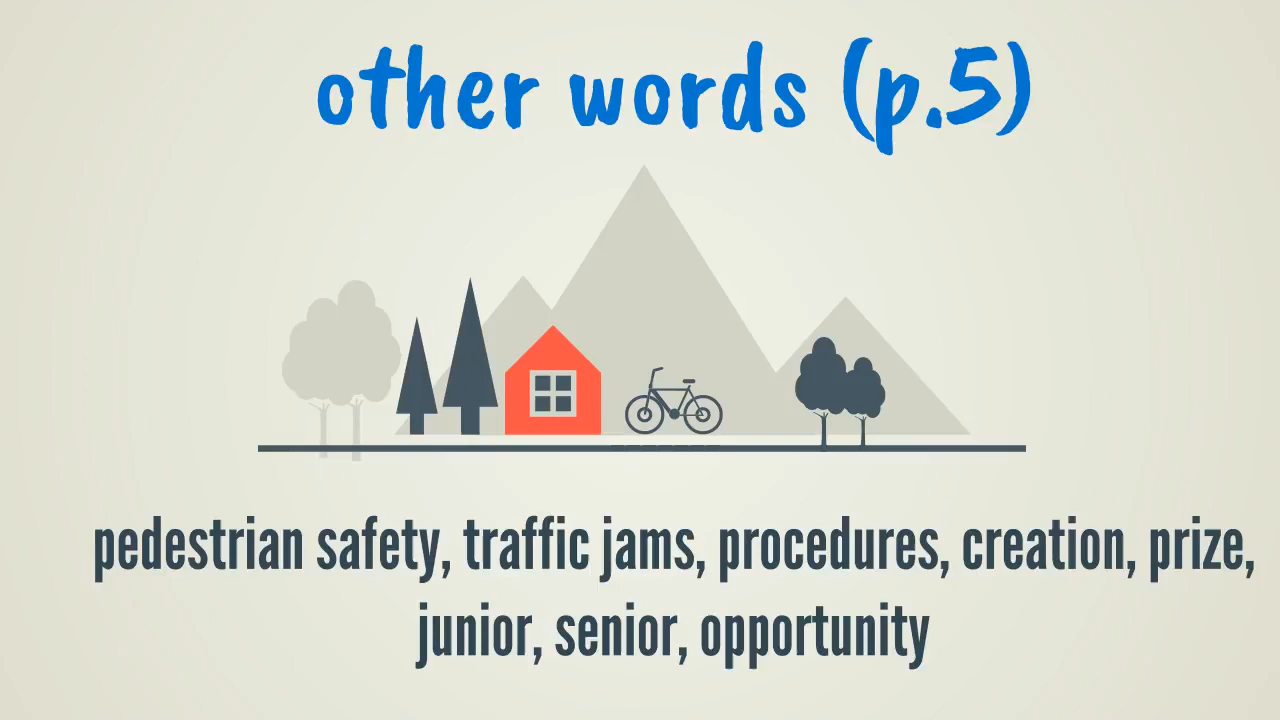 other words (p.5)
pedestrian safety, traffic jams, procedures, creation, prize,
junior, senior, opportunity